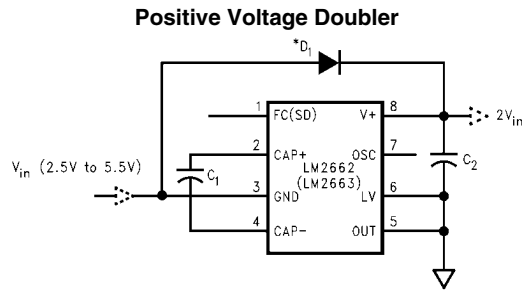 Positive Voltage Doubler
*D1
1 FC(SD) V+ 8
2Vin
2 CAP+ OSC 7
Vin (2.5V to 5.5V)
C1
LM2662
(LM2663)
C2
3 GND LV 6
4 CAP- OUT 5